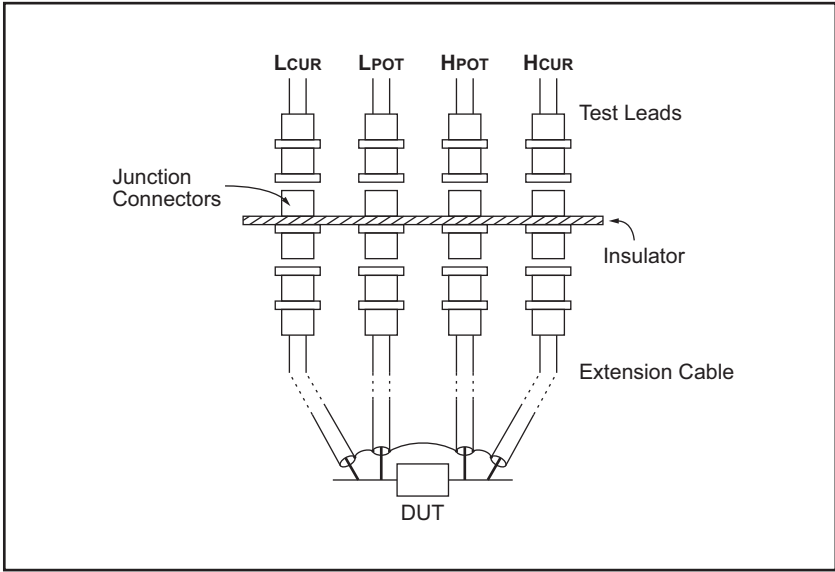 LCUR LPOT HPOT HCUR
Test Leads
Junction
Connectors
Insulator
Extension Cable
DUT